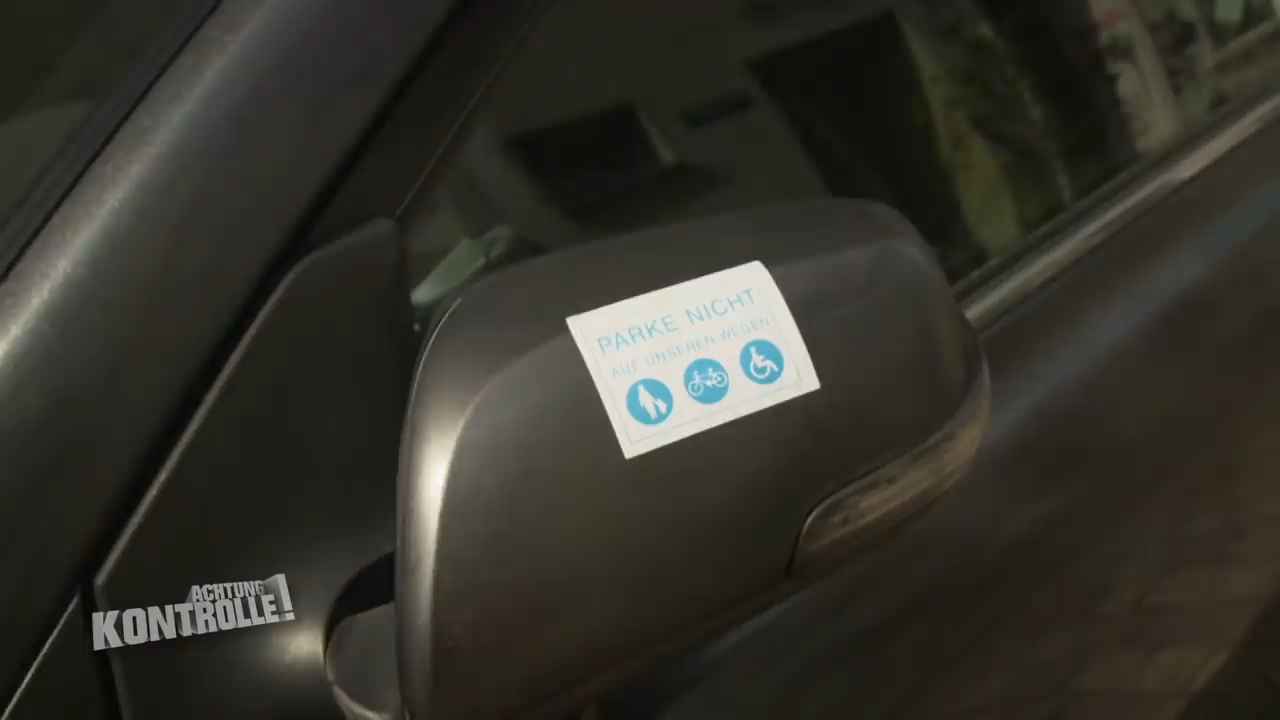 PARKE NICHT
AUF UNSEREN WEGEN
ACHTUNG
KONTROLLE!